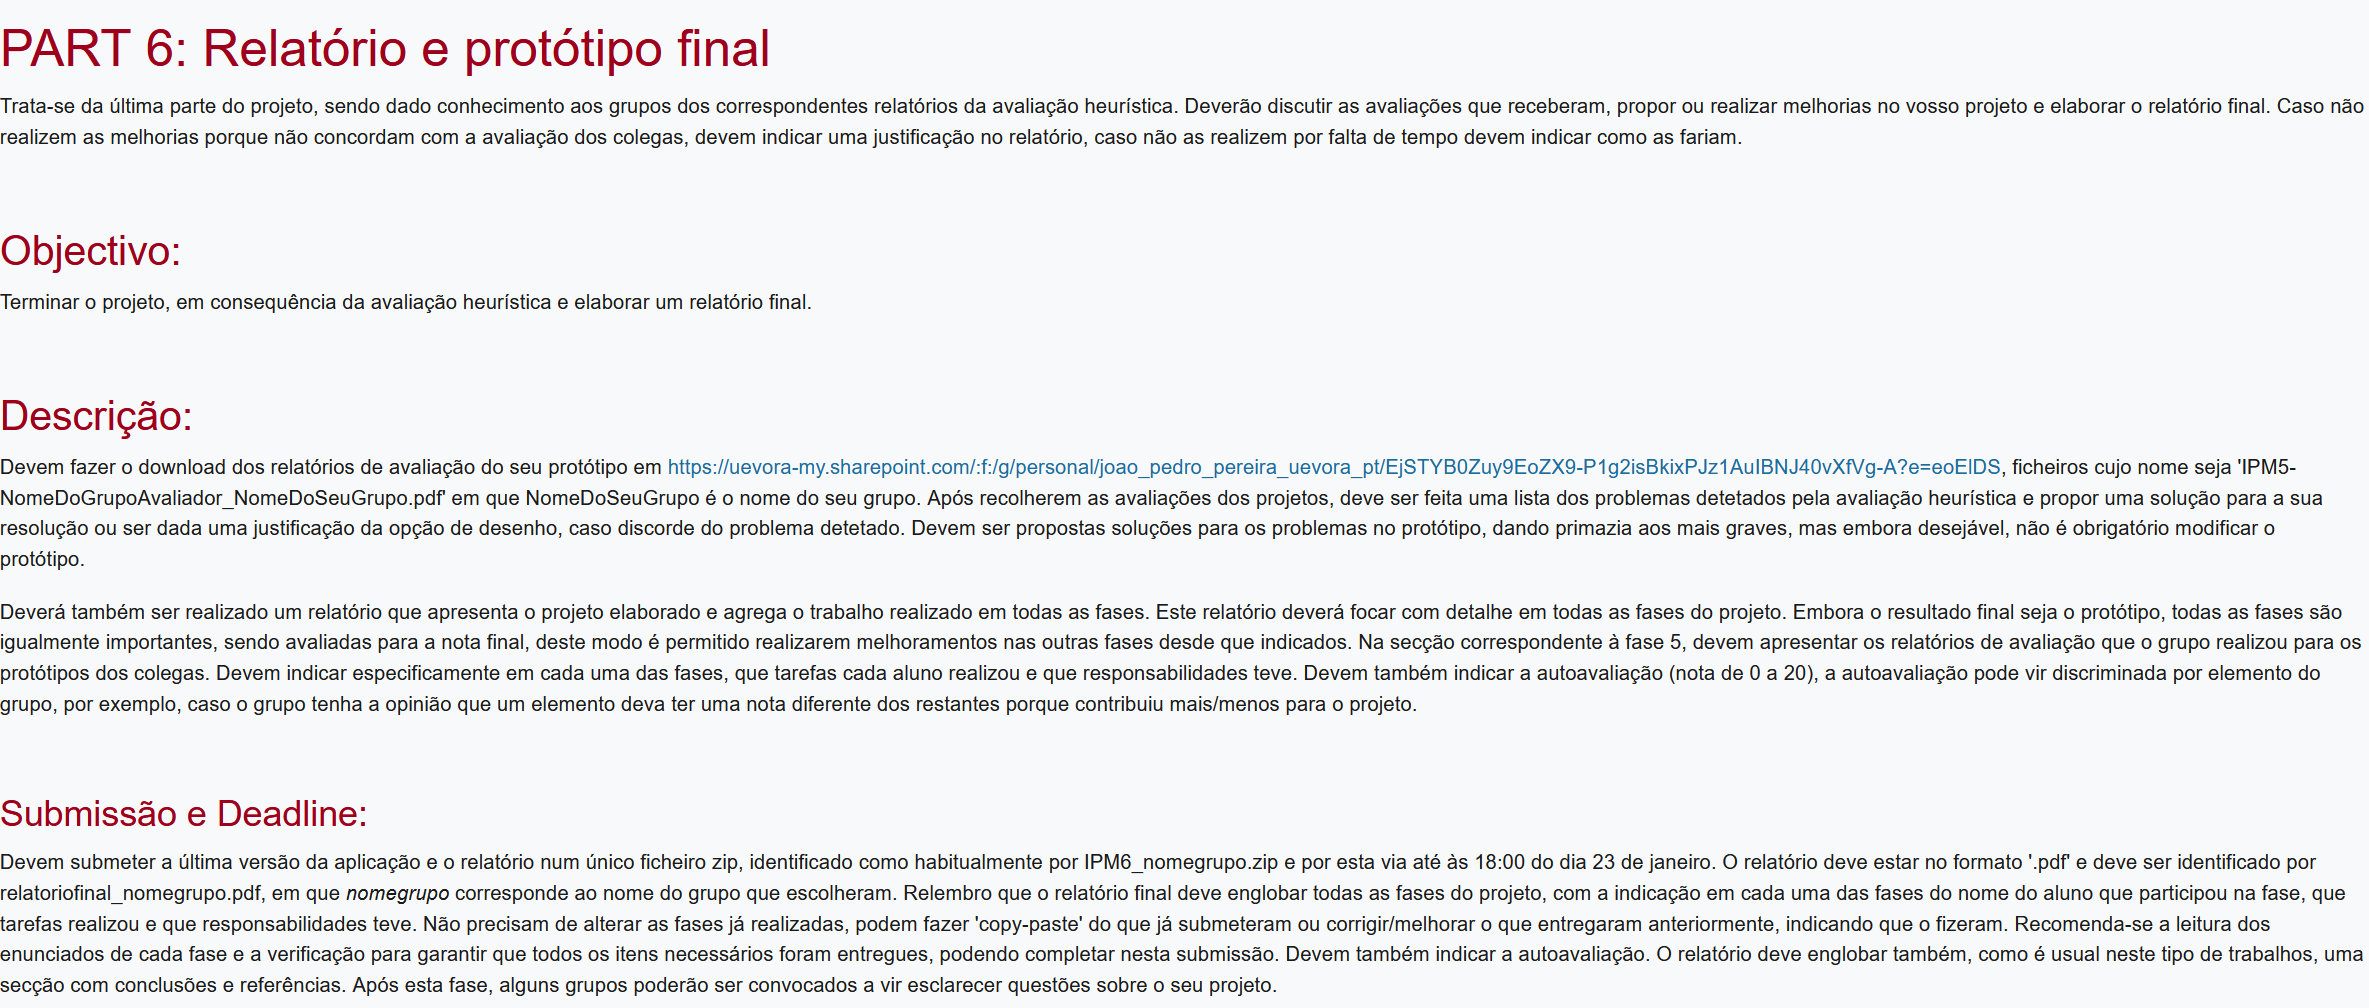 PART 6: Relatório e protótipo final
Trata-se da última parte do projeto, sendo dado conhecimento aos grupos dos correspondentes relatórios da avaliação heurística. Deverão discutir as avaliações que receberam, propor ou realizar melhorias no vosso projeto e elaborar o relatório final. Caso não
realizem as melhorias porque não concordam com a avaliação dos colegas, devem indicar uma justificação no relatório, caso não as realizem por falta de tempo devem indicar como as fariam.
Objectivo:
Terminar o projeto, em consequência da avaliação heurística e elaborar um relatório final.
Descrição:
Devem fazer o download dos relatórios de avaliação do seu protótipo em https://uevora-my.sharepoint.com/:f:/g/personal/joao_pedro_pereira_uevora_pt/EjSTYB0Zuy9EoZX9-P1g2isBkixPJz1AuIBNJ40vXfVg-A?e=eoElDS, ficheiros cujo nome seja 'IPM5-
NomeDoGrupoAvaliador_NomeDoSeuGrupo.pdf' em que NomeDoSeuGrupo é o nome do seu grupo. Após recolherem as avaliações dos projetos, deve ser feita uma lista dos problemas detetados pela avaliação heurística e propor uma solução para a sua
resolução ou ser dada uma justificação da opção de desenho, caso discorde do problema detetado. Devem ser propostas soluções para os problemas no protótipo, dando primazia aos mais graves, mas embora desejável, não é obrigatório modificar o
protótipo.
Deverá também ser realizado um relatório que apresenta o projeto elaborado e agrega o trabalho realizado em todas as fases. Este relatório deverá focar com detalhe em todas as fases do projeto. Embora o resultado final seja o protótipo, todas as fases são
igualmente importantes, sendo avaliadas para a nota final, deste modo é permitido realizarem melhoramentos nas outras fases desde que indicados. Na secção correspondente à fase 5, devem apresentar os relatórios de avaliação que o grupo realizou para os
protótipos dos colegas. Devem indicar especificamente em cada uma das fases, que tarefas cada aluno realizou e que responsabilidades teve. Devem também indicar a autoavaliação (nota de 0 a 20), a autoavaliação pode vir discriminada por elemento do
grupo, por exemplo, caso o grupo tenha a opinião que um elemento deva ter uma nota diferente dos restantes porque contribuiu mais/menos para o projeto.
Submissão e Deadline:
Devem submeter a última versão da aplicação e o relatório num único ficheiro zip, identificado como habitualmente por IPM6_nomegrupo.zip e por esta via até às 18:00 do dia 23 de janeiro. O relatório deve estar no formato '.pdf' e deve ser identificado por
relatoriofinal_nomegrupo.pdf, em que nomegrupo corresponde ao nome do grupo que escolheram. Relembro que o relatório final deve englobar todas as fases do projeto, com a indicação em cada uma das fases do nome do aluno que participou na fase, que
tarefas realizou e que responsabilidades teve. Não precisam de alterar as fases já realizadas, podem fazer 'copy-paste' do que já submeteram ou corrigir/melhorar o que entregaram anteriormente, indicando que o fizeram. Recomenda-se a leitura dos
enunciados de cada fase e a verificação para garantir que todos os itens necessários foram entregues, podendo completar nesta submissão. Devem também indicar a autoavaliação. O relatório deve englobar também, como é usual neste tipo de trabalhos, uma
secção com conclusões e referências. Após esta fase, alguns grupos poderão ser convocados a vir esclarecer questões sobre o seu projeto.